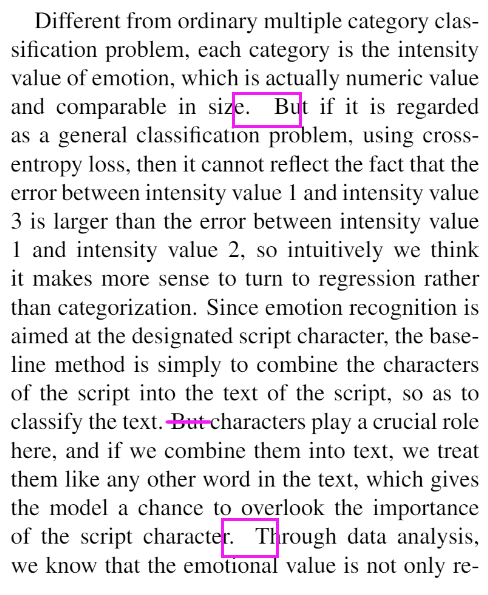 Different from ordinary multiple category clas-
sification problem, each category is the intensity
value of emotion, which is actually numeric value
and comparable in size. But if it is regarded
as a general classification problem, using cross-
entropy loss, then it cannot reflect the fact that the
error between intensity value 1 and intensity value
3 is larger than the error between intensity value
1 and intensity value 2, so intuitively we think
it makes more sense to turn to regression rather
than categorization. Since emotion recognition is
aimed at the designated script character, the base-
line method is simply to combine the characters
of the script into the text of the script, so as to
classify the text. But characters play a crucial role
here, and if we combine them into text, we treat
them like any other word in the text, which gives
the model a chance to overlook the importance
of the script character. Through data analysis,
we know that the emotional value is not only re-